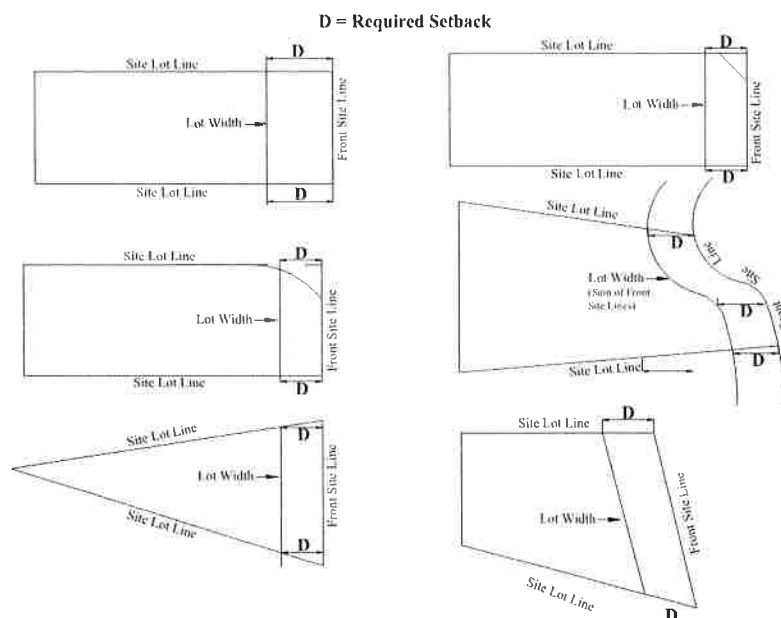 D = Required Setback
D
Site Lot Line
Lot Width
Front Site Line
Site Lot Line
D
D
Site Lot Line
Lot Width
Front Site Line
Site Lot Line
D
Site Lot Line
D
Lot Width
Front Site Line
Site Lot Line
D
Site Lot Line
D
Line
Site
Lot Width
(Sum of Front
Site Lines)
D
D
Site Lot Line
Site Lot Line
D
Lot Width
Front Site Line
Site Lot Line
D
D
Site Lot Line
Lot Width
Front Site Line
Site Lot Line
D